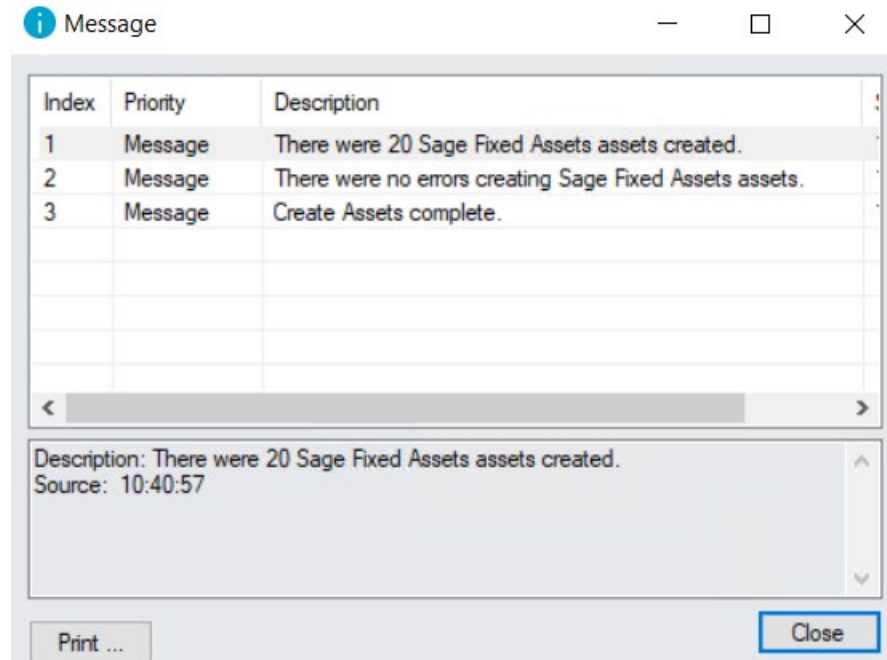 Message
Index Priority Description
1 Message There were 20 Sage Fixed Assets assets created.
2 Message There were no errors creating Sage Fixed Assets assets.
3 Message Create Assets complete.
Description: There were 20 Sage Fixed Assets assets created.
Source: 10:40:57
Print ...
Close